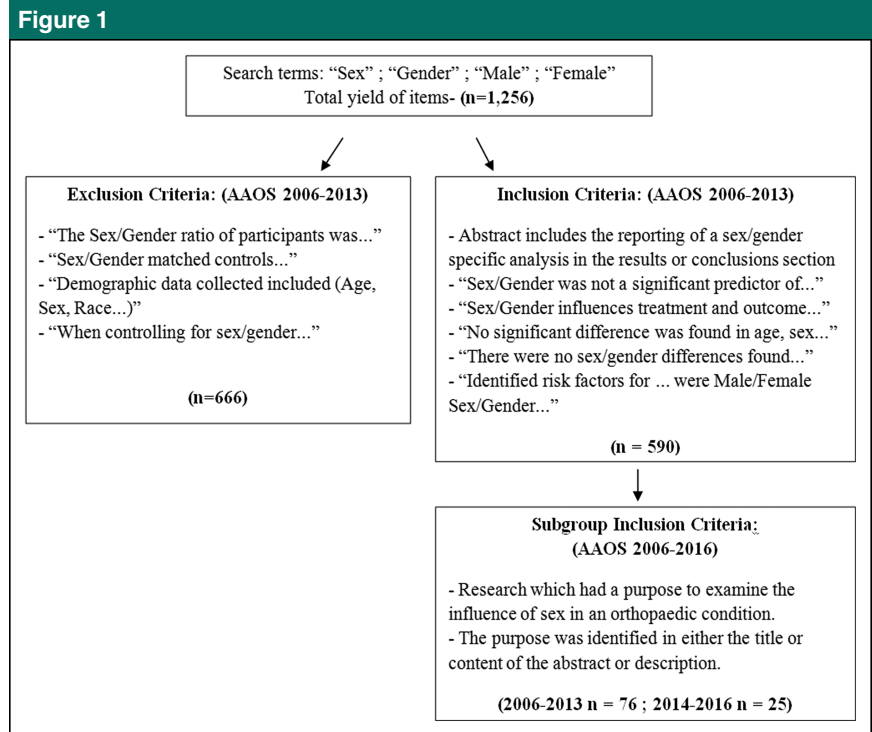 Figure 1
Search terms: “Sex” ; “Gender” ; “Male” ; “Female”
Total yield of items- (n=1,256)
Exclusion Criteria: (AAOS 2006-2013)
- “The Sex/Gender ratio of participants was...”
- “Sex/Gender matched controls...”
- “Demographic data collected included (Age,
Sex, Race...)”
- “When controlling for sex/gender...”
(n=666)
Inclusion Criteria: (AAOS 2006-2013)
- Abstract includes the reporting of a sex/gender
specific analysis in the results or conclusions section
- “Sex/Gender was not a significant predictor of...”
- “Sex/Gender influences treatment and outcome...”
- “No significant difference was found in age, sex...”
- “There were no sex/gender differences found...”
- “Identified risk factors for ... were Male/Female
Sex/Gender...”
(n = 590)
Subgroup Inclusion Criteria:
(AAOS 2006-2016)
- Research which had a purpose to examine the
influence of sex in an orthopaedic condition.
- The purpose was identified in either the title or
content of the abstract or description.
(2006-2013 n = 76 ; 2014-2016 n = 25)